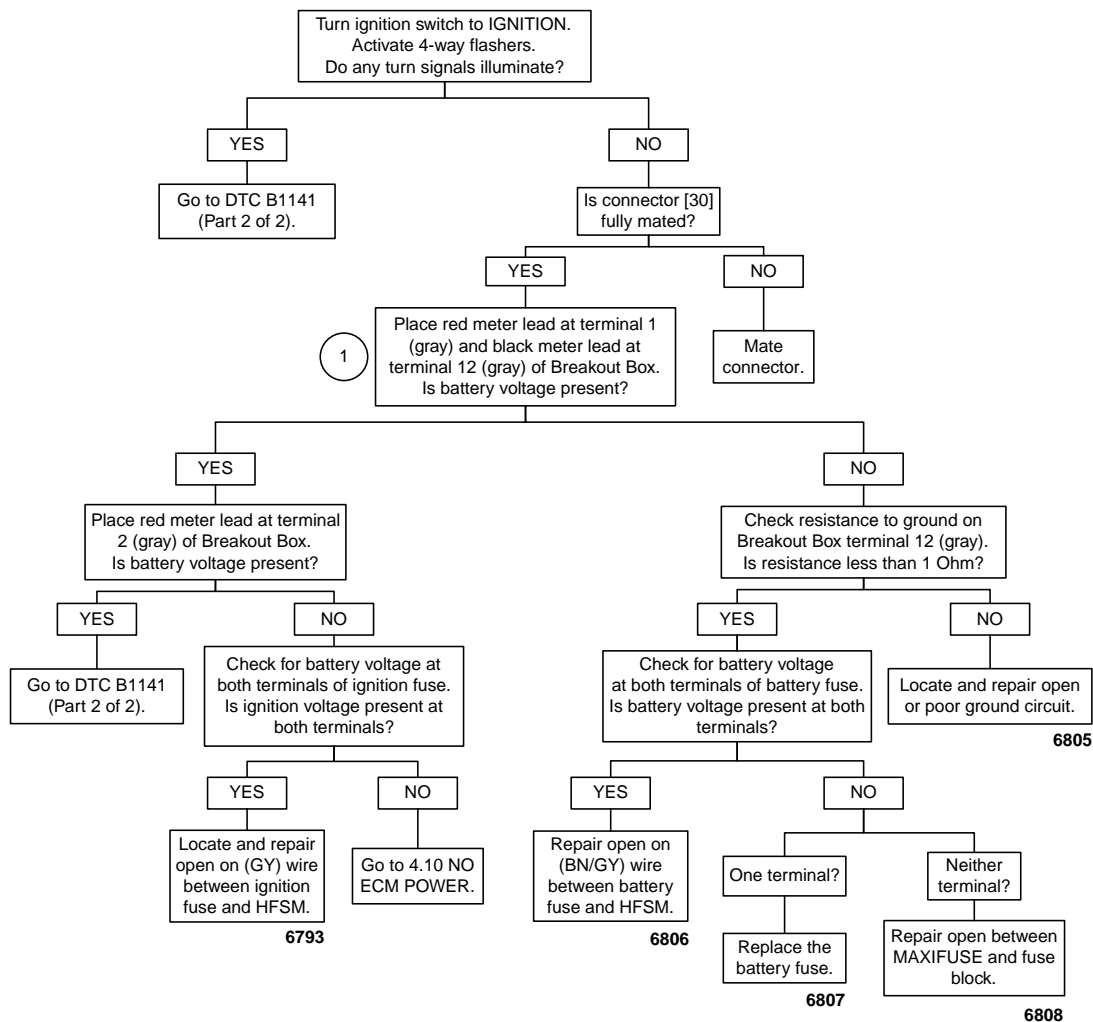 Turn ignition switch to IGNITION.
Activate 4-way flashers.
Do any turn signals illuminate?
YES
NO
Go to DTC B1141
(Part 2 of 2).
Is connector [30]
fully mated?
YES
NO
1
Place red meter lead at terminal 1
(gray) and black meter lead at
terminal 12 (gray) of Breakout Box.
Is battery voltage present?
Mate
connector.
YES
NO
Place red meter lead at terminal
2 (gray) of Breakout Box.
Is battery voltage present?
Check resistance to ground on
Breakout Box terminal 12 (gray).
Is resistance less than 1 Ohm?
YES
NO
YES
NO
Go to DTC B1141
(Part 2 of 2).
Check for battery voltage at
both terminals of ignition fuse.
Is ignition voltage present at
both terminals?
Check for battery voltage
at both terminals of battery fuse.
Is battery voltage present at both
terminals?
Locate and repair open
or poor ground circuit.
6805
YES
NO
YES
NO
Locate and repair
open on (GY) wire
between ignition
fuse and HFSM.
6793
Go to 4.10 NO
ECM POWER.
Repair open on
(BN/GY) wire
between battery
fuse and HFSM.
6806
One terminal?
Neither
terminal?
Replace the
battery fuse.
6807
Repair open between
MAXIFUSE and fuse
block.
6808